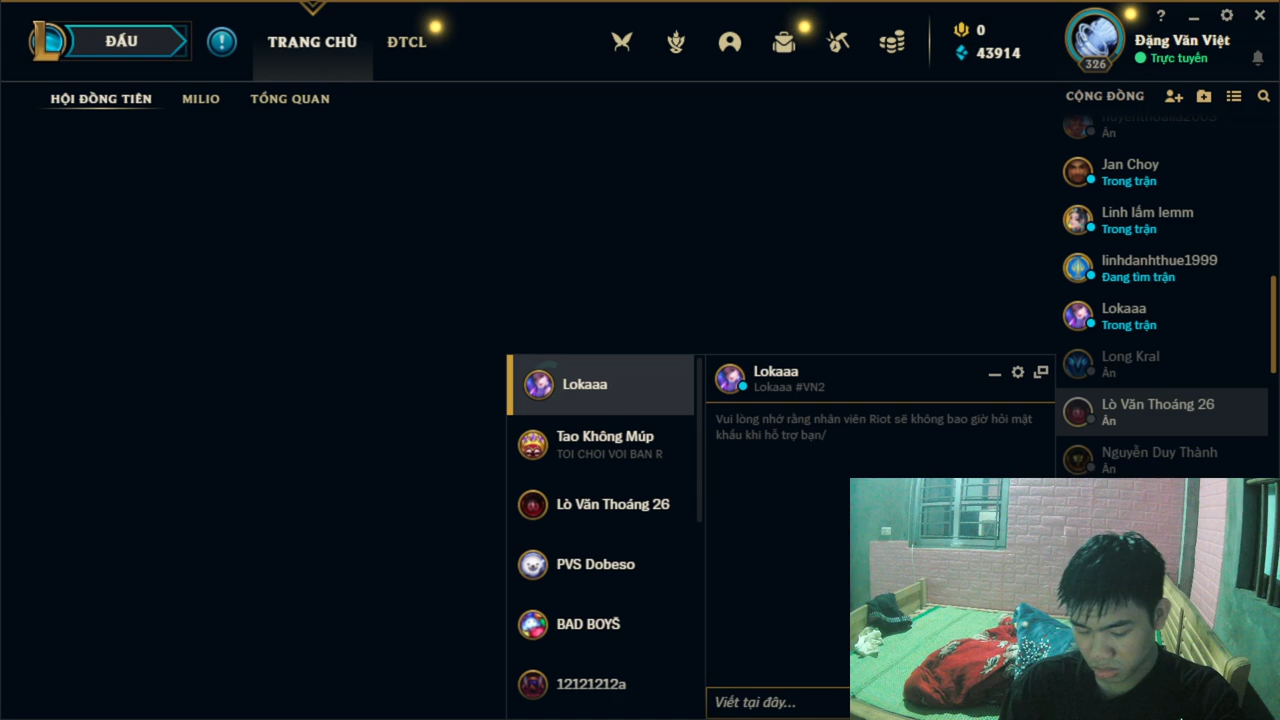 ĐẤU
TRANG CHỦ
ĐTCL
0
43914
326
?
Đặng Văn Việt
Trực tuyến
HỘI ĐỒNG TIÊN
MILIO
TỔNG QUAN
CỘNG ĐỒNG
Ẩn
Jan Choy
Trong trận
Linh lắm lemm
Trong trận
linhdanhthue1999
Đang tìm trận
Lokaaa
Trong trận
Long Kral
Ẩn
Lò Văn Thoáng 26
Ẩn
Nguyễn Duy Thành
Ẩn
Lokaaa
Tao Không Múp
TOI CHOI VOI BAN R
Lò Văn Thoáng 26
PVS Dobeso
BAD BOYŠ
12121212a
Lokaaa
Lokaaa #VN2
Vui lòng nhớ rằng nhân viên Riot sẽ không bao giờ hỏi mật
khẩu khi hỗ trợ bạn/
Viết tại đây...